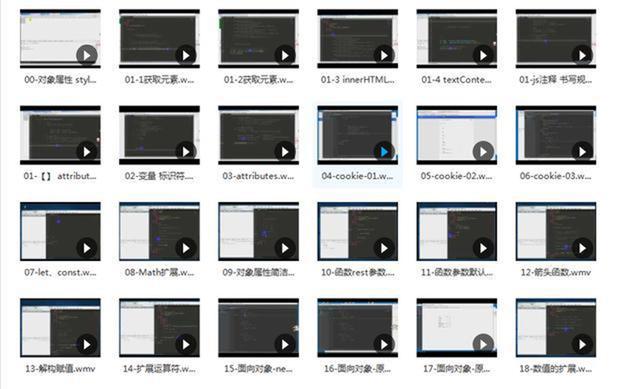 00-对象属性 styl...
01-1获取元素.w...
01-2获取元素.w...
01-3 innerHTML...
01-4 textConte...
01-js注释 书写规...
01-【】 attribut...
02-变量 标识符....
03-attributes.w...
04-cookie-01.w...
05-cookie-02.w...
06-cookie-03.w...
07-let、const.w...
08-Math扩展.w...
09-对象属性简洁...
10-函数rest参数....
11-函数参数默认...
12-箭头函数.wmv
13-解构赋值.wmv
14-扩展运算符.w...
15-面向对象-ne...
16-面向对象-原...
17-面向对象-原...
18-数值的扩展.w...